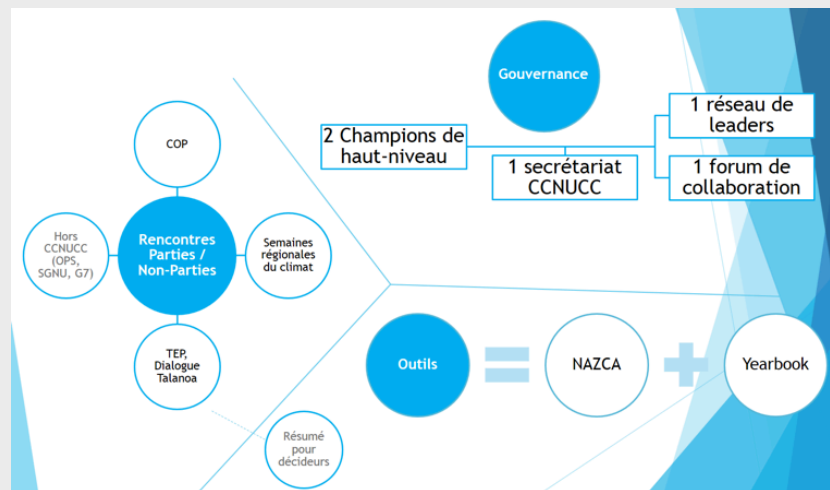 Gouvernance
2 Champions de
haut-niveau
1 secrétariat
CCNUCC
1 réseau de
leaders
1 forum de
collaboration
COP
Hors
CCNUCC
(OPS,
SGNU, G7)
Rencontres
Parties /
Non-Parties
Semaines
régionales
du climat
TEP,
Dialogue
Talanoa
Résumé
pour
décideurs
Outils
=
NAZCA
+
Yearbook